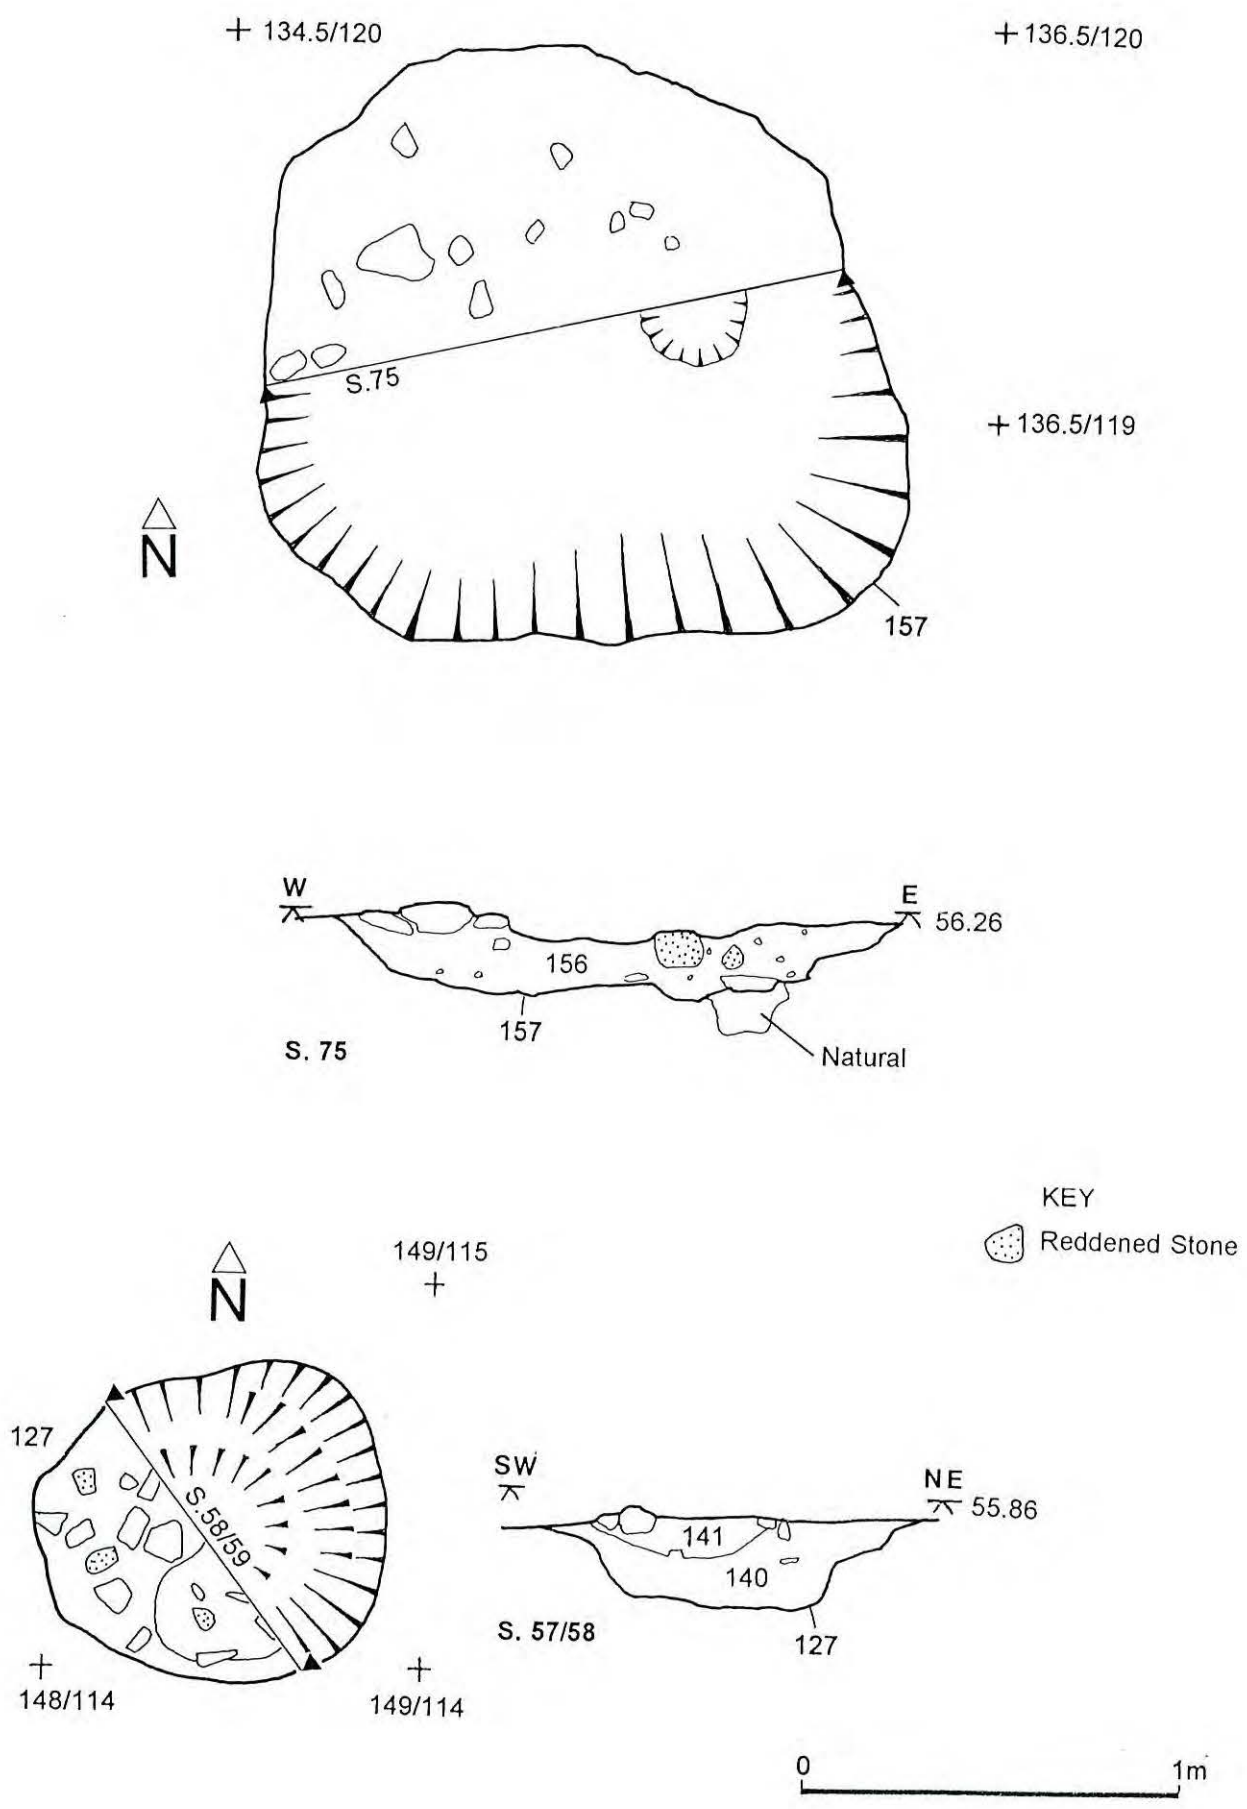 134.5/120
136.5/120
S.75
136.5/119
N
157
W
E
56.26
156
157
S. 75
Natural
KEY
Reddened Stone
N
149/115
127
S.58/59
SW
NE
55.86
141
140
S. 57/58
127
148/114
149/114
0 1m